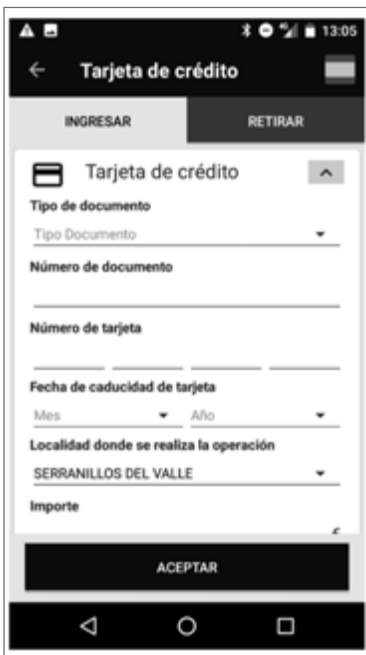 13:05
Tarjeta de crédito
INGRESAR RETIRAR
Tarjeta de crédito
Tipo de documento
Tipo Documento
Número de documento
Número de tarjeta
Fecha de caducidad de tarjeta
Mes Año
Localidad donde se realiza la operación
SERRANILLOS DEL VALLE
Importe
ACEPTAR